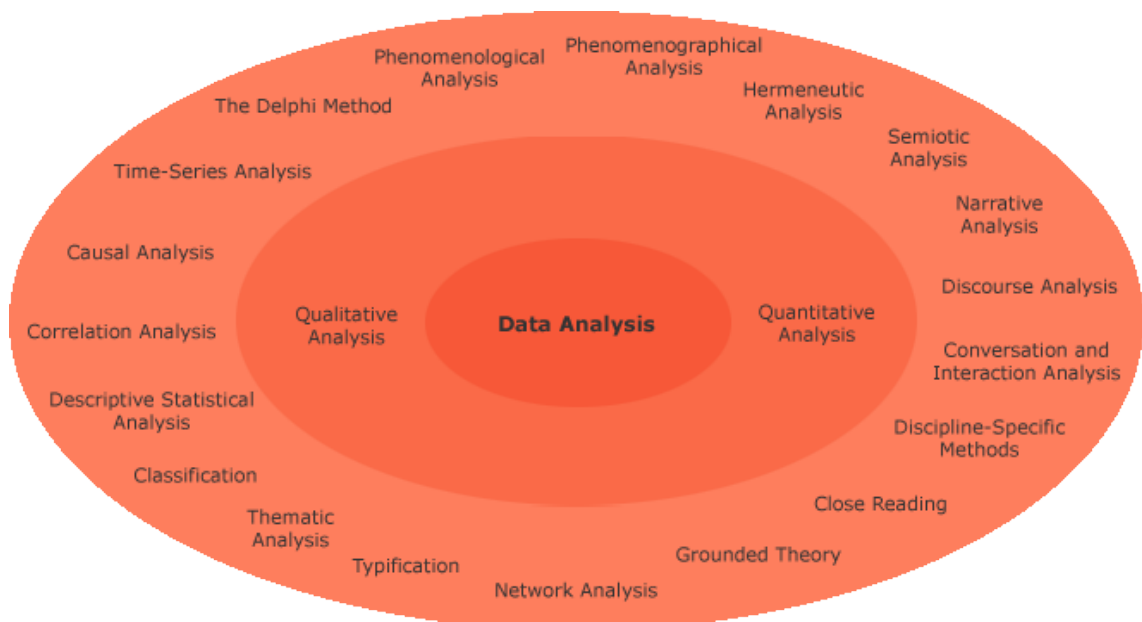 Phenomenological
Analysis
Phenomenographical
Analysis
Hermeneutic
Analysis
The Delphi Method
Semiotic
Analysis
Time-Series Analysis
Narrative
Analysis
Causal Analysis
Discourse Analysis
Qualitative
Analysis
Data Analysis
Quantitative
Analysis
Correlation Analysis
Conversation and
Interaction Analysis
Descriptive Statistical
Analysis
Discipline-Specific
Methods
Classification
Close Reading
Thematic
Analysis
Typification
Grounded Theory
Network Analysis